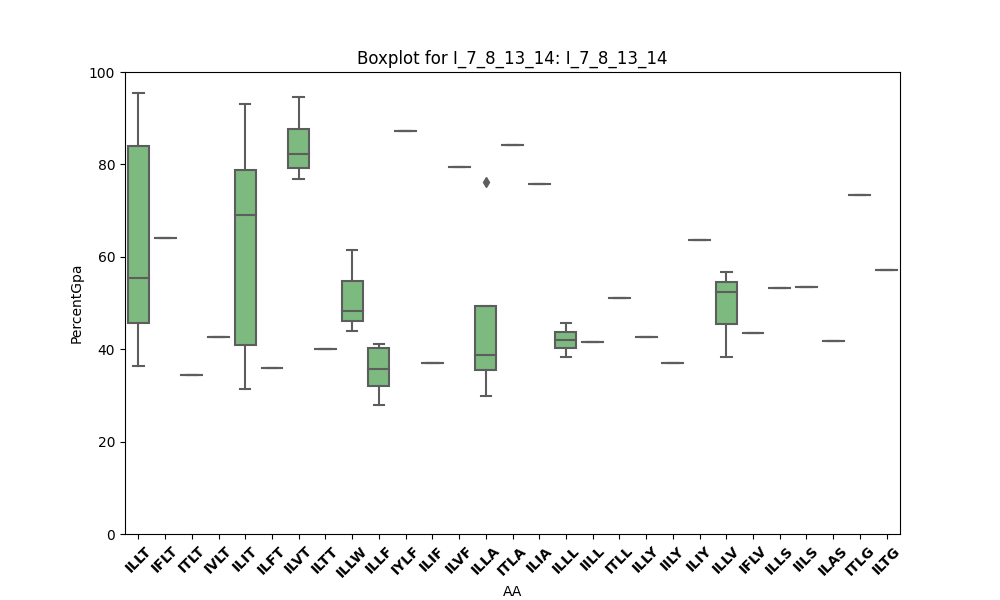 Boxplot for I_7_8_13_14: I_7_8_13_14
100
80
60
40
20
0
PercentGpa
ILLT
IFLT
ITLT
IVLT
ILIT
ILFT
ILVT
ILTT
ILLW
ILLF
IYLF
ILIF
ILVF
ILLA
ITLA
ILIA
ILLL
IILL
ITLL
ILLY
IILY
ILIY
ILLV
IFLV
ILLS
IILS
ILAS
ITLG
ILTG
AA